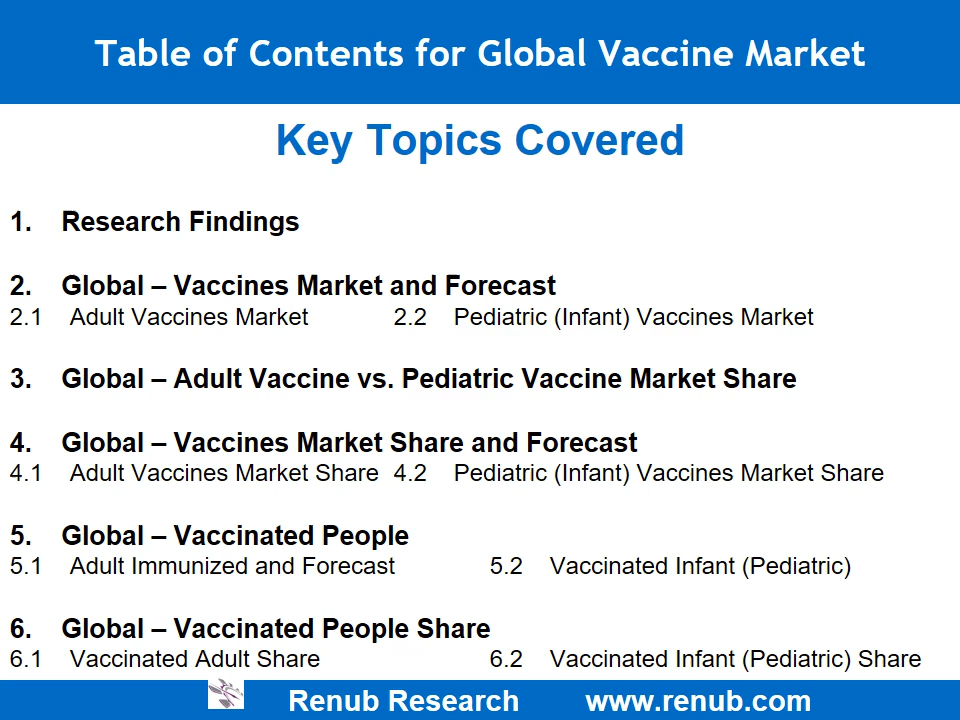 Table of Contents for Global Vaccine Market
Key Topics Covered
1. Research Findings
2. Global – Vaccines Market and Forecast
2.1 Adult Vaccines Market 2.2 Pediatric (Infant) Vaccines Market
3. Global – Adult Vaccine vs. Pediatric Vaccine Market Share
4. Global – Vaccines Market Share and Forecast
4.1 Adult Vaccines Market Share 4.2 Pediatric (Infant) Vaccines Market Share
5. Global – Vaccinated People
5.1 Adult Immunized and Forecast 5.2 Vaccinated Infant (Pediatric)
6. Global – Vaccinated People Share
6.1 Vaccinated Adult Share 6.2 Vaccinated Infant (Pediatric) Share
Renub Research www.renub.com